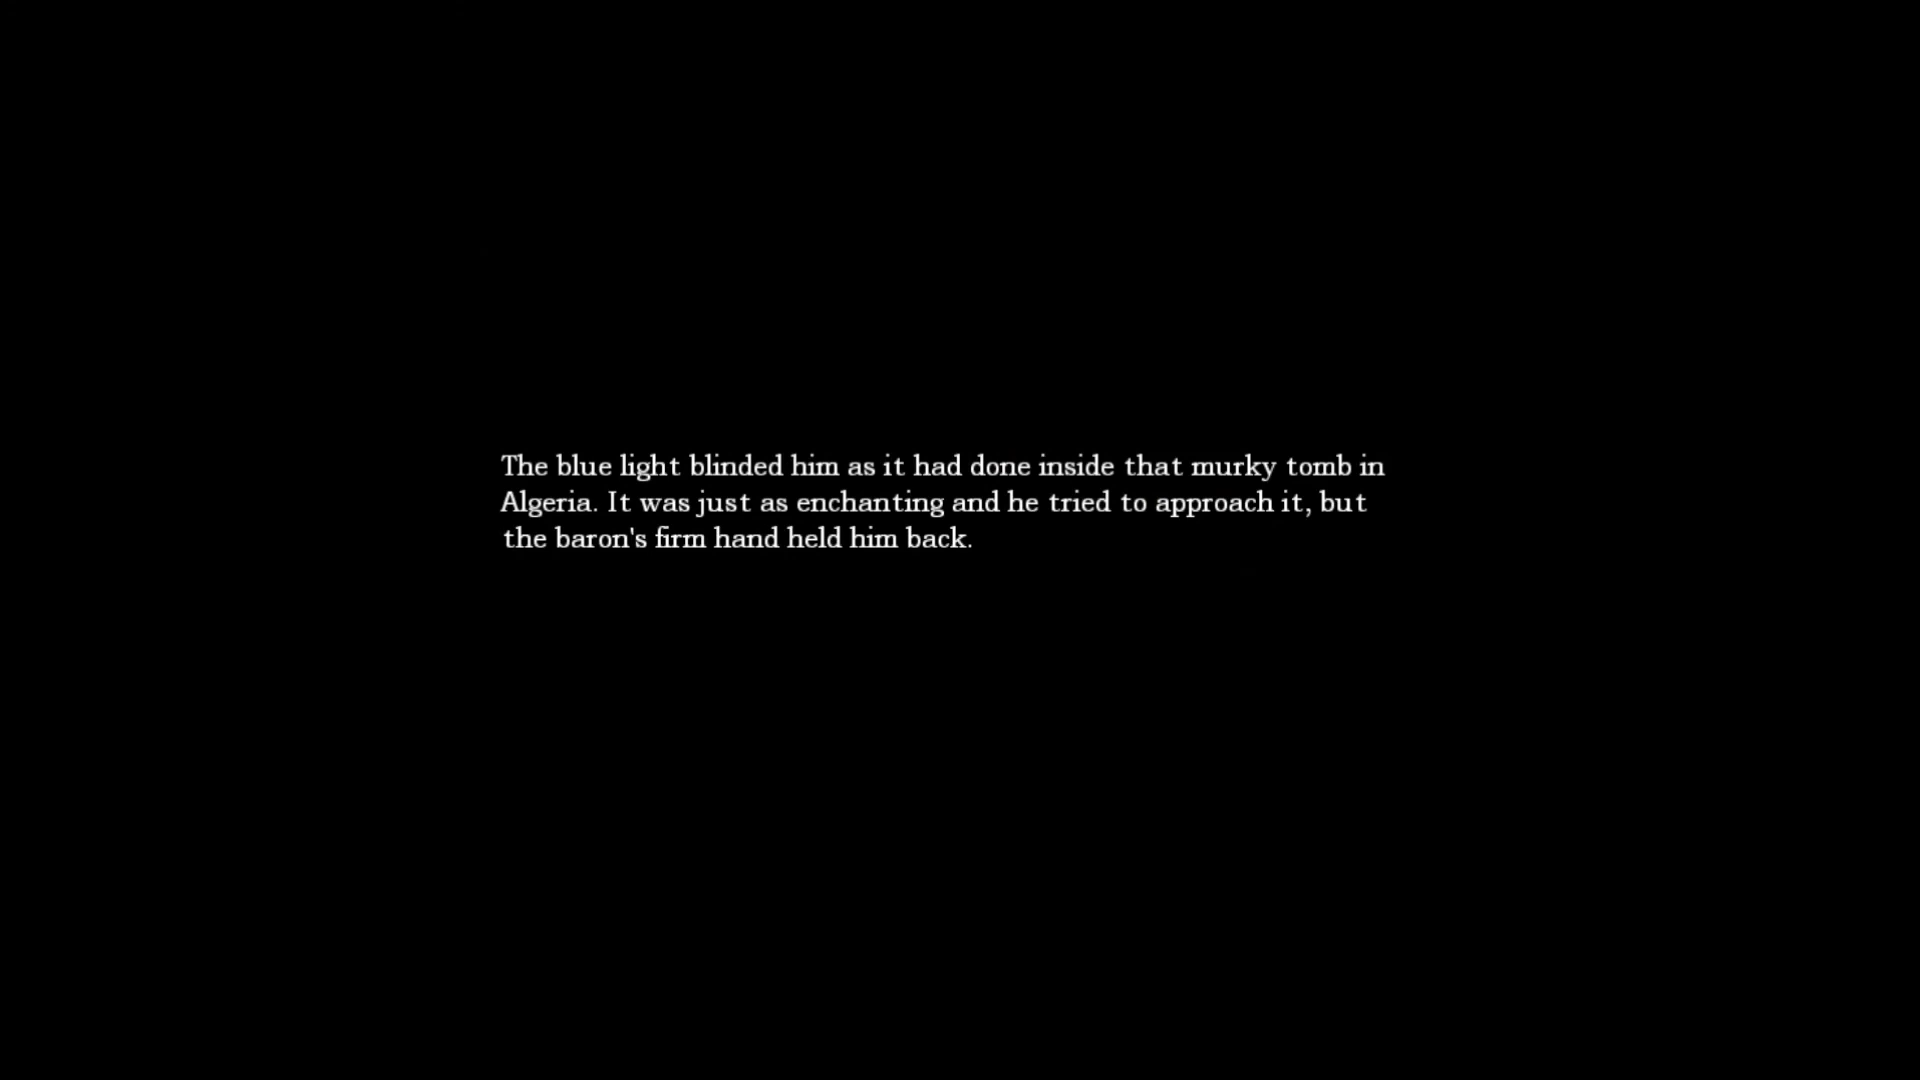 The blue light blinded him as it had done inside that murky tomb in
Algeria. It was just as enchanting and he tried to approach it, but
the baron's firm hand held him back.